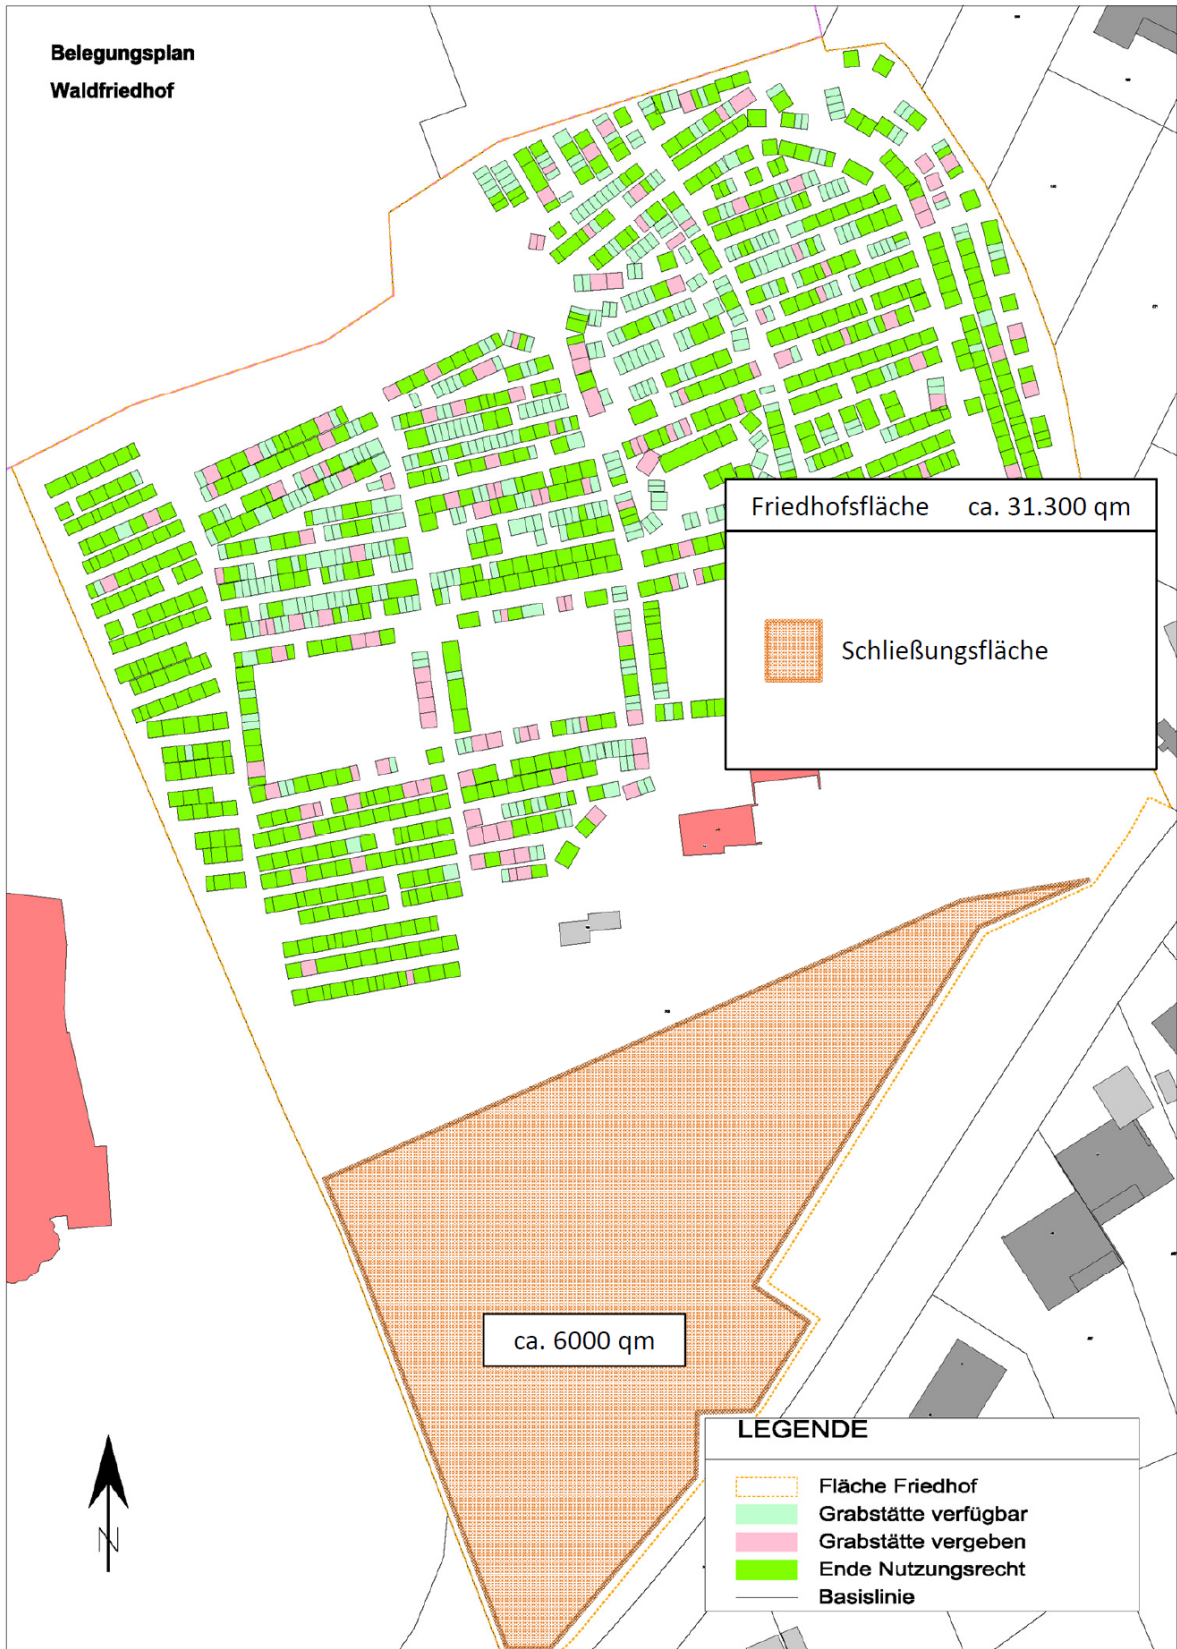 Belegungsplan
Waldfriedhof
Friedhofsfläche ca. 31.300 qm
Schließungsfläche
ca. 6000 qm
LEGENDE
Fläche Friedhof
Grabstätte verfügbar
Grabstätte vergeben
Ende Nutzungsrecht
Basislinie
N